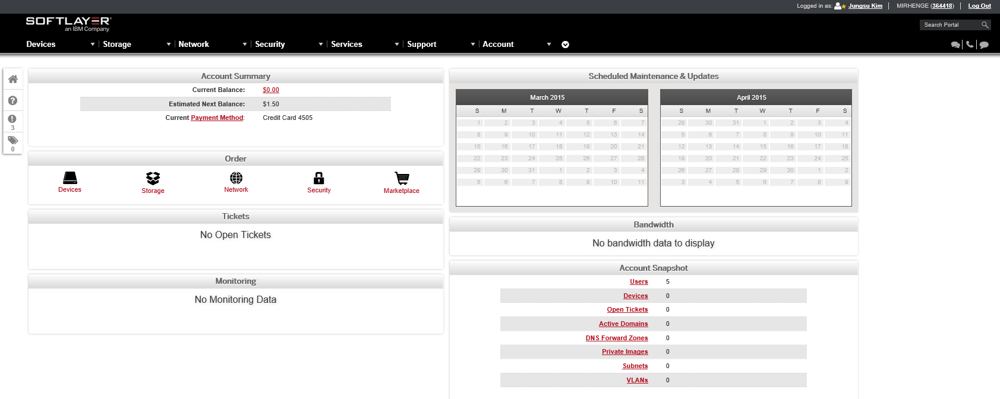 Logged in as: Jungsu Kim | MIRHENGE (364418) | Log Out
SOFTLAYER®
an IBM Company
Search Portal
Devices Storage Network Security Services Support Account
3
0
Account Summary
Current Balance: $0.00
Estimated Next Balance: $1.50
Current Payment Method: Credit Card 4505
Order
Devices Storage Network Security Marketplace
Tickets
No Open Tickets
Monitoring
No Monitoring Data
Scheduled Maintenance & Updates
March 2015
S M T W T F S
1 2 3 4 5 6 7
8 9 10 11 12 13 14
15 16 17 18 19 20 21
22 23 24 25 26 27 28
29 30 31 1 2 3 4
5 6 7 8 9 10 11
April 2015
S M T W T F S
29 30 31 1 2 3 4
5 6 7 8 9 10 11
12 13 14 15 16 17 18
19 20 21 22 23 24 25
26 27 28 29 30 1 2
3 4 5 6 7 8 9
Bandwidth
No bandwidth data to display
Account Snapshot
Users 5
Devices 0
Open Tickets 0
Active Domains 0
DNS Forward Zones 0
Private Images 0
Subnets 0
VLANs 0